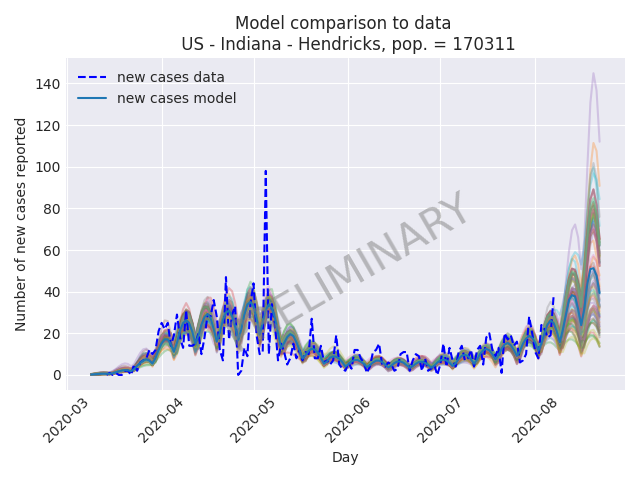 Model comparison to data
US - Indiana - Hendricks, pop. = 170311
new cases data
new cases model
Number of new cases reported
140
120
100
80
60
40
20
0
2020-03
2020-04
2020-05
2020-06
2020-07
2020-08
Day